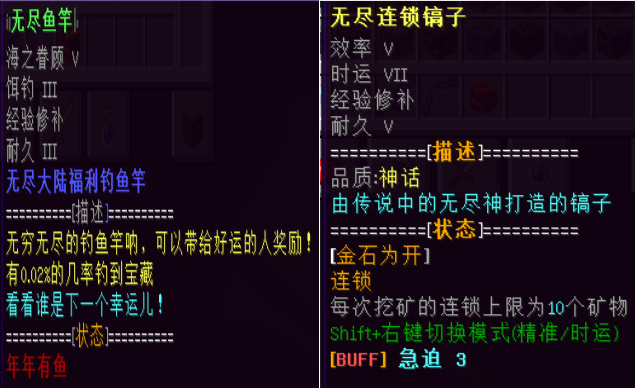 无尽鱼竿
海之眷顾 V
饵钓 III
经验修补
耐久 III
无尽大陆福利钓鱼竿
==========[描述]==========
无穷无尽的钓鱼竿呐，可以带给好运的人奖励！
有0.02%的几率钓到宝藏
看看谁是下一个幸运儿！
==========[状态]==========
年年有鱼
无尽连锁镐子
效率 V
时运 VII
经验修补
耐久 V
==========[描述]==========
品质:神话
由传说中的无尽神打造的镐子
==========[状态]==========
[金石为开]
连锁
每次挖矿的连锁上限为10个矿物
Shift+右键切换模式(精准/时运)
[BUFF] 急迫 3